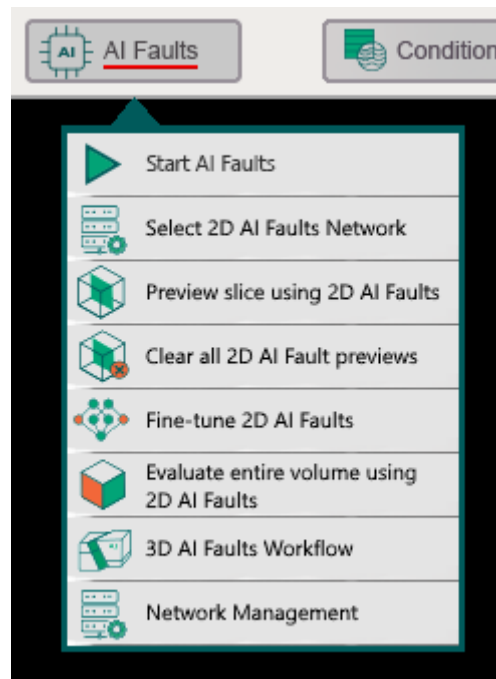 AI
AI Faults
Condition
Start AI Faults
Select 2D AI Faults Network
Preview slice using 2D AI Faults
Clear all 2D AI Fault previews
Fine-tune 2D AI Faults
Evaluate entire volume using
2D AI Faults
3D AI Faults Workflow
Network Management